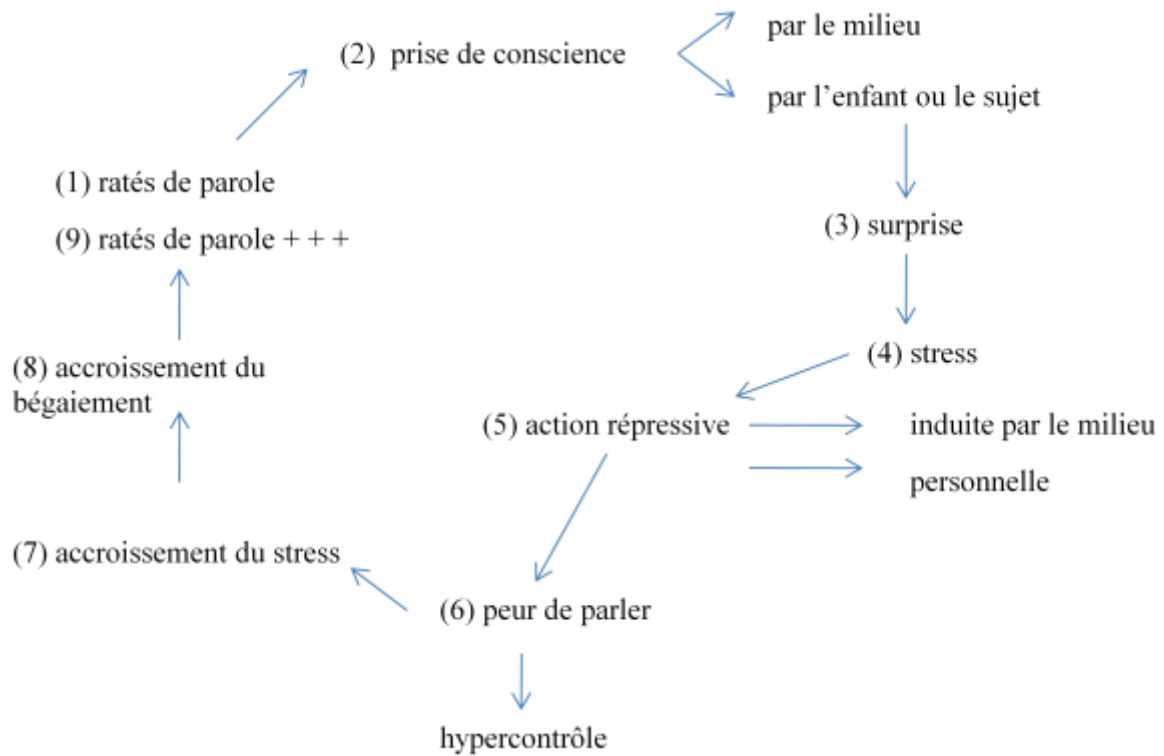 par le milieu
(2) prise de conscience
par l’enfant ou le sujet
(1) ratés de parole
(3) surprise
(9) ratés de parole + + +
(4) stress
(8) accroissement du
bégaiement
(5) action répressive
induite par le milieu
personnelle
(7) accroissement du stress
(6) peur de parler
hypercontrôle